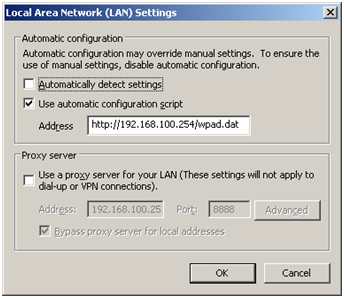 Local Area Network (LAN) Settings
Automatic configuration
Automatic configuration may override manual settings. To ensure the
use of manual settings, disable automatic configuration.
Automatically detect settings
Use automatic configuration script
Address http://192.168.100.254/wpad.dat
Proxy server
Use a proxy server for your LAN (These settings will not apply to
dial-up or VPN connections).
Address: 192.168.100.25 Port: 8888 Advanced
Bypass proxy server for local addresses
OK Cancel